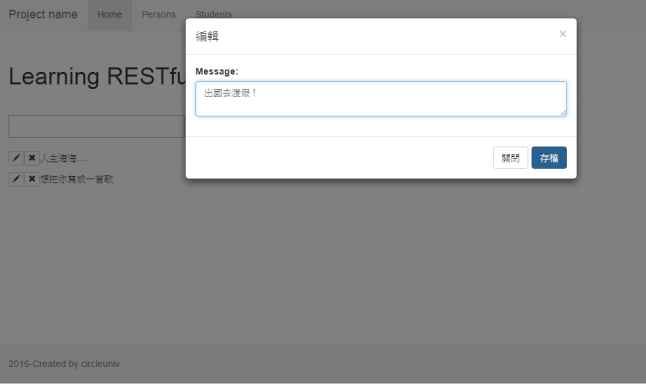 Project name Home Persons Students
編輯 ×
Learning RESTfu
Message:
出國去渡假！
人生海海...
想把你寫成一首歌
關閉 存檔
2016-Created by circleuniv